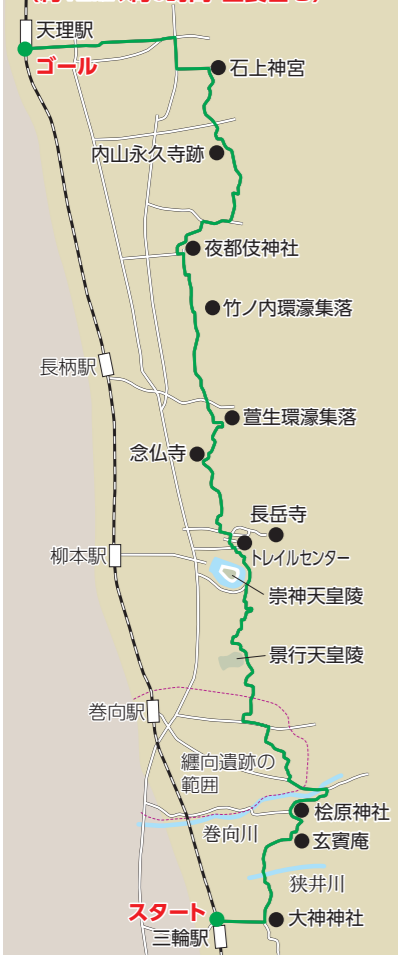 天理駅
ゴール
石上神宮
内山永久寺跡
夜都伎神社
竹ノ内環濠集落
長柄駅
萱生環濠集落
念仏寺
長岳寺
柳本駅
トレイルセンター
崇神天皇陵
景行天皇陵
巻向駅
纒向遺跡の
範囲
桧原神社
巻向川
玄賓庵
狭井川
スタート
大神神社
三輪駅